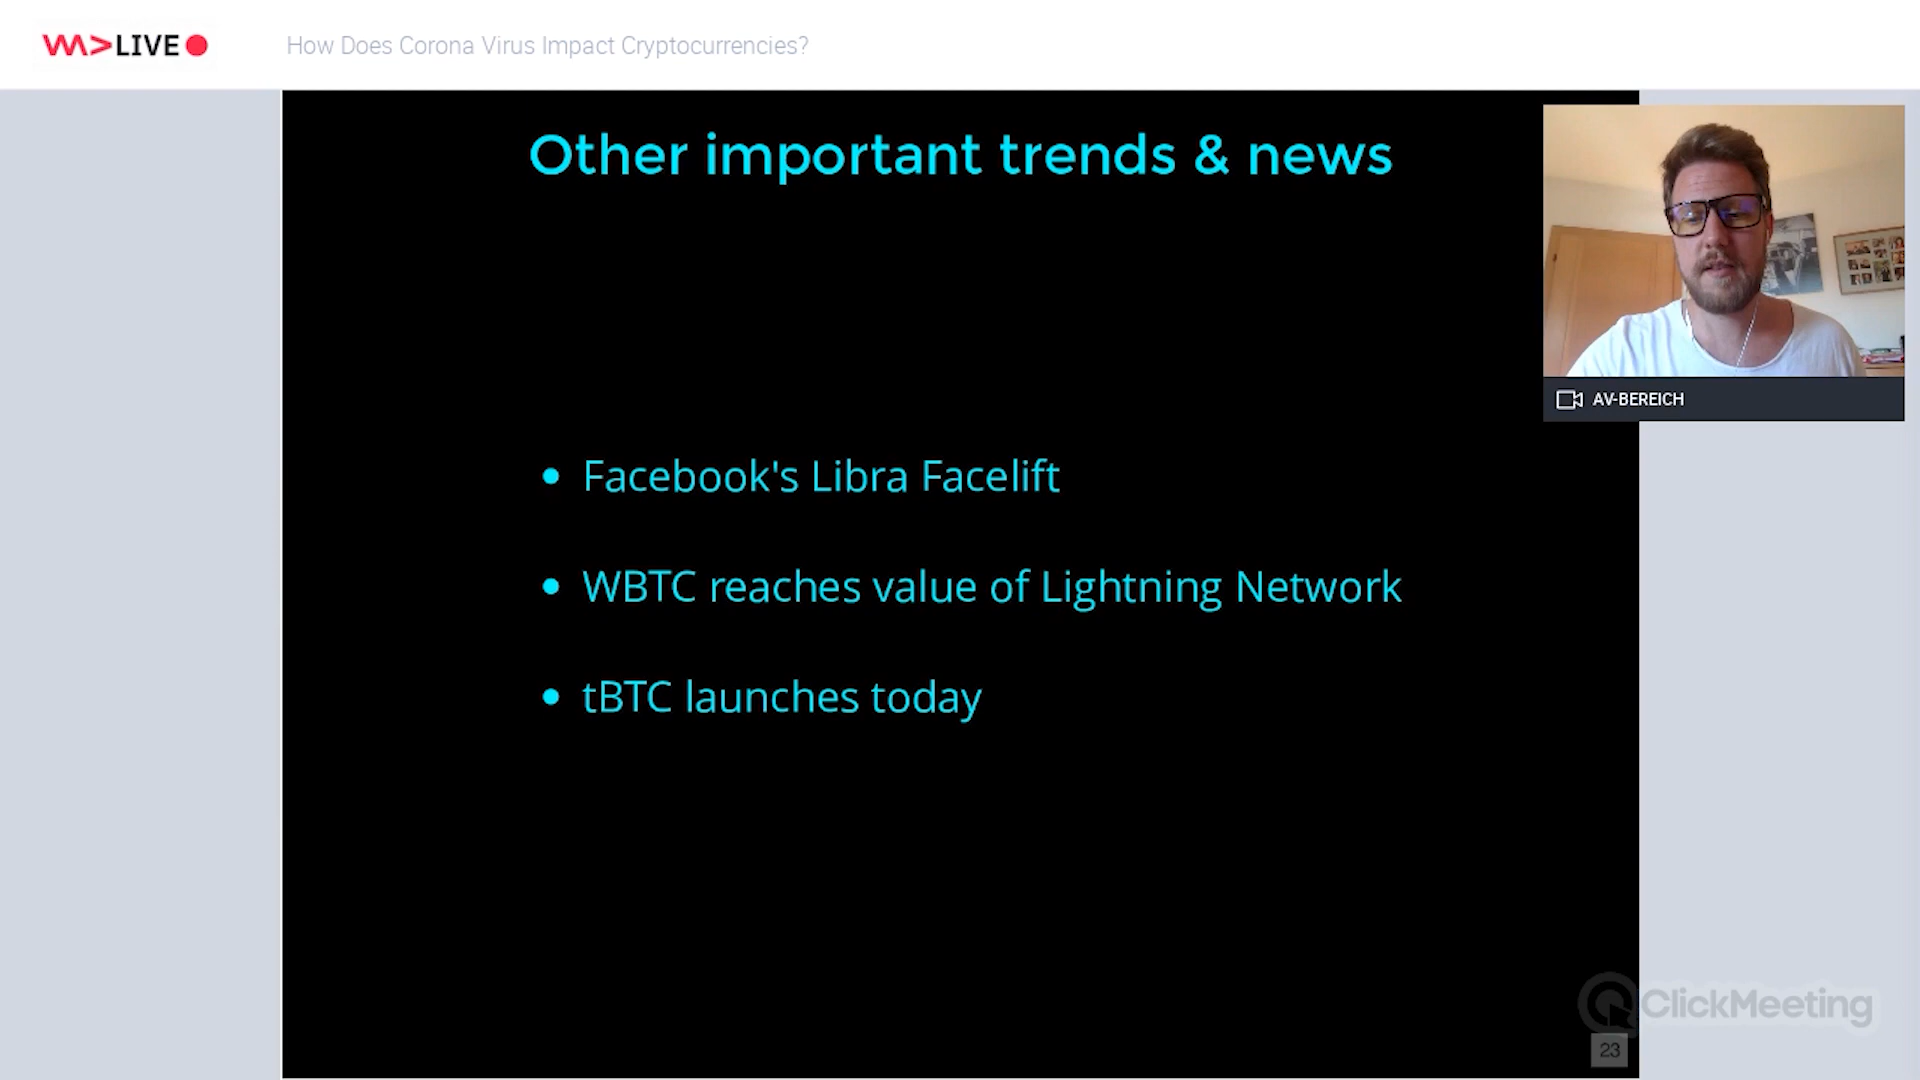 LIVE
How Does Corona Virus Impact Cryptocurrencies?
Other important trends & news
AV-BEREICH
• Facebook's Libra Facelift
• WBTC reaches value of Lightning Network
• tBTC launches today
ClickMeeting
23